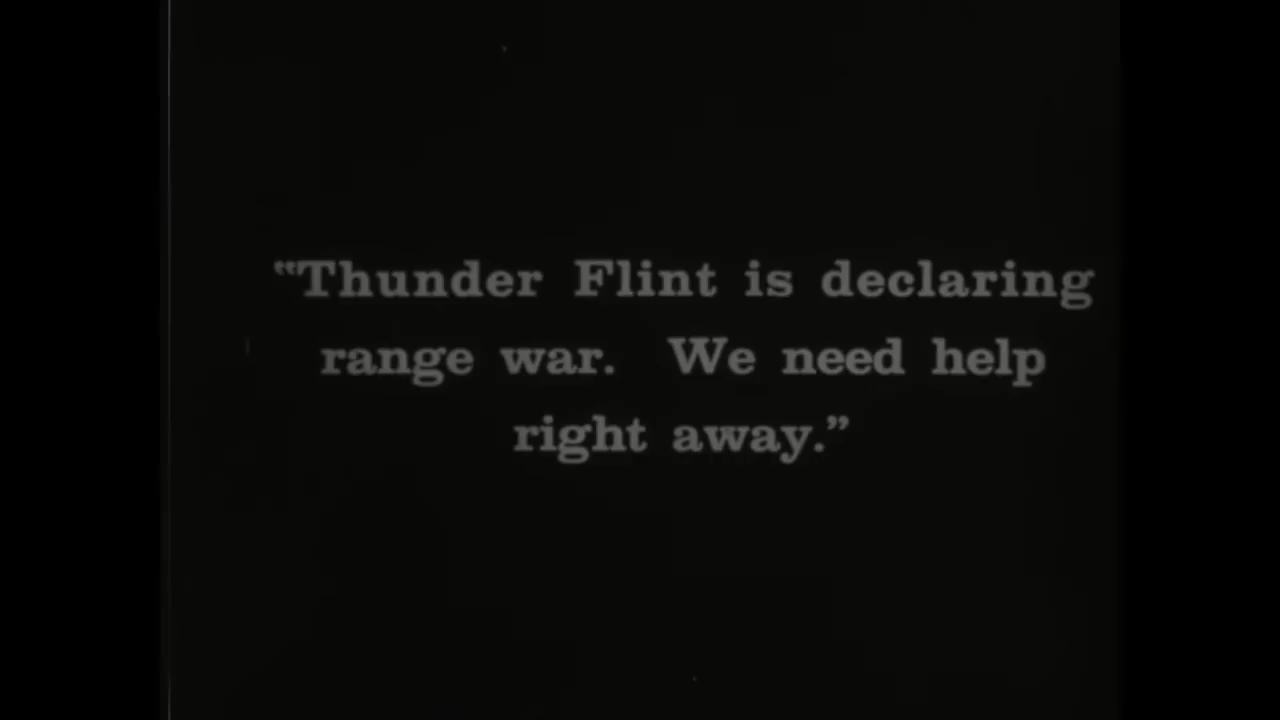 “Thunder Flint is declaring
range war.  We need help
right away.”